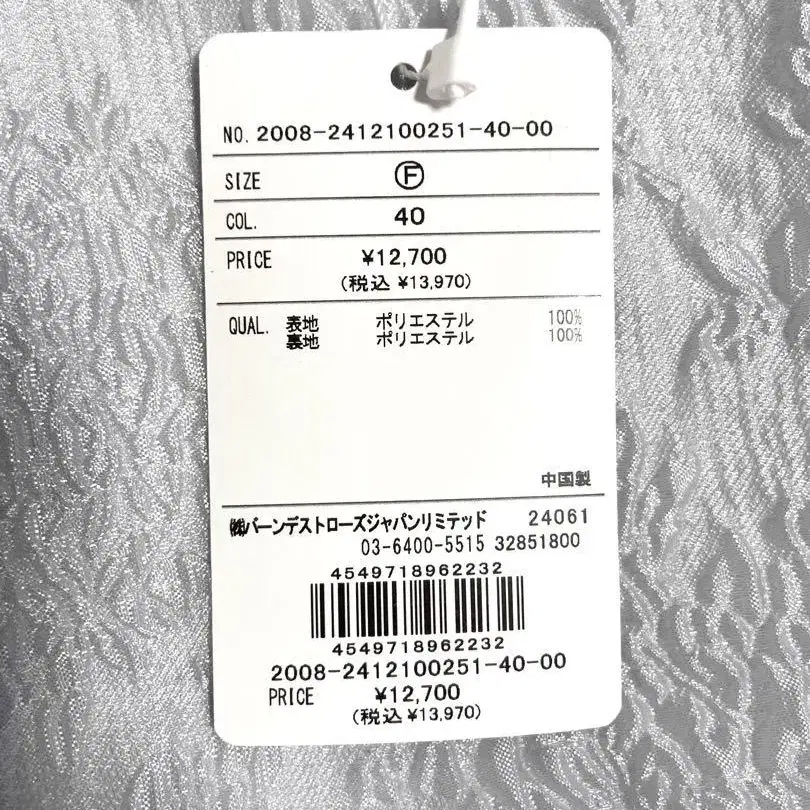 NO. 2008-2412100251-40-00
SIZE Ⓕ
COL. 40
PRICE ¥12,700
(税込 ¥13,970)
QUAL. 表地 ポリエステル 100%
裏地 ポリエステル 100%
中国製
㈱バーンデストローズジャパンリミテッド 24061
03-6400-5515 32851800
4549718962232
4549718962232
2008-2412100251-40-00
PRICE ¥12,700
(税込 ¥13,970)